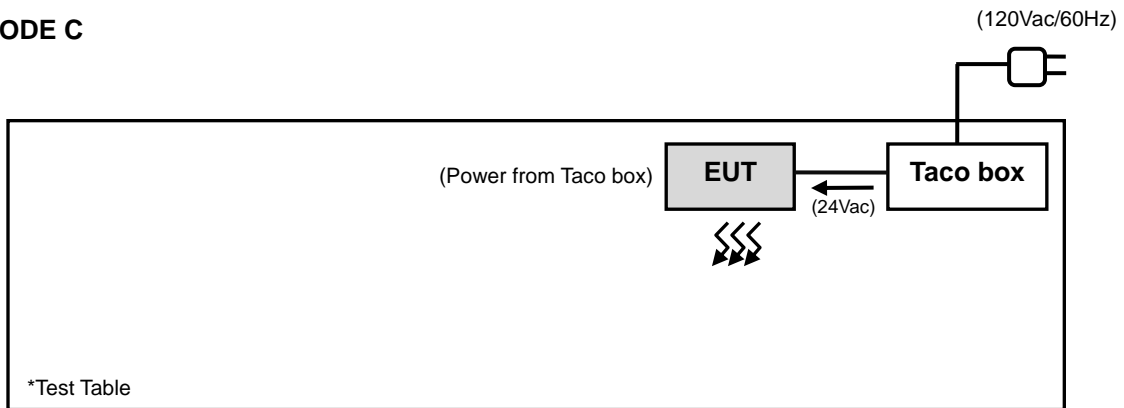 (120Vac/60Hz)
ODE C
(Power from Taco box)
EUT
Taco box
(24Vac)
*Test Table